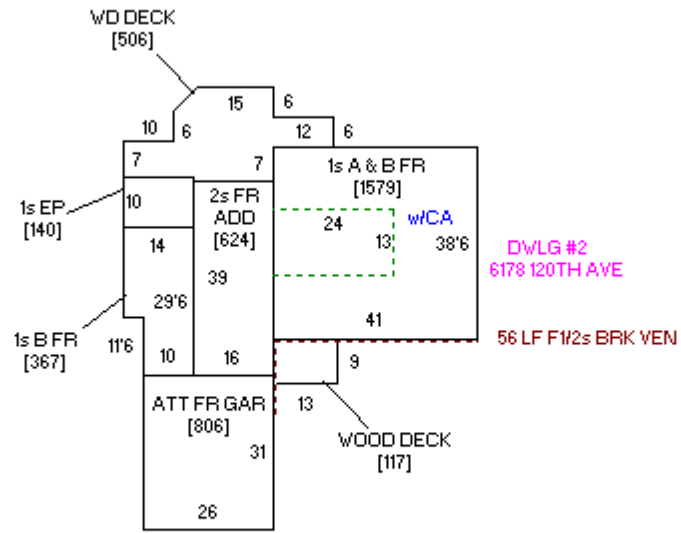 WD DECK
[506]
15
6
10
6
12
6
7
7
1s A & B FR
[1579]
1s EP
[140]
10
2s FR
ADD
[624]
24
w/CA
13
38'6
14
39
DWLG #2
6178 120TH AVE
29'6
41
1s B FR
[367]
11'6
10
16
9
56 LF F1/2s BRK VEN
ATT FR GAR
[806]
13
31
WOOD DECK
[117]
26